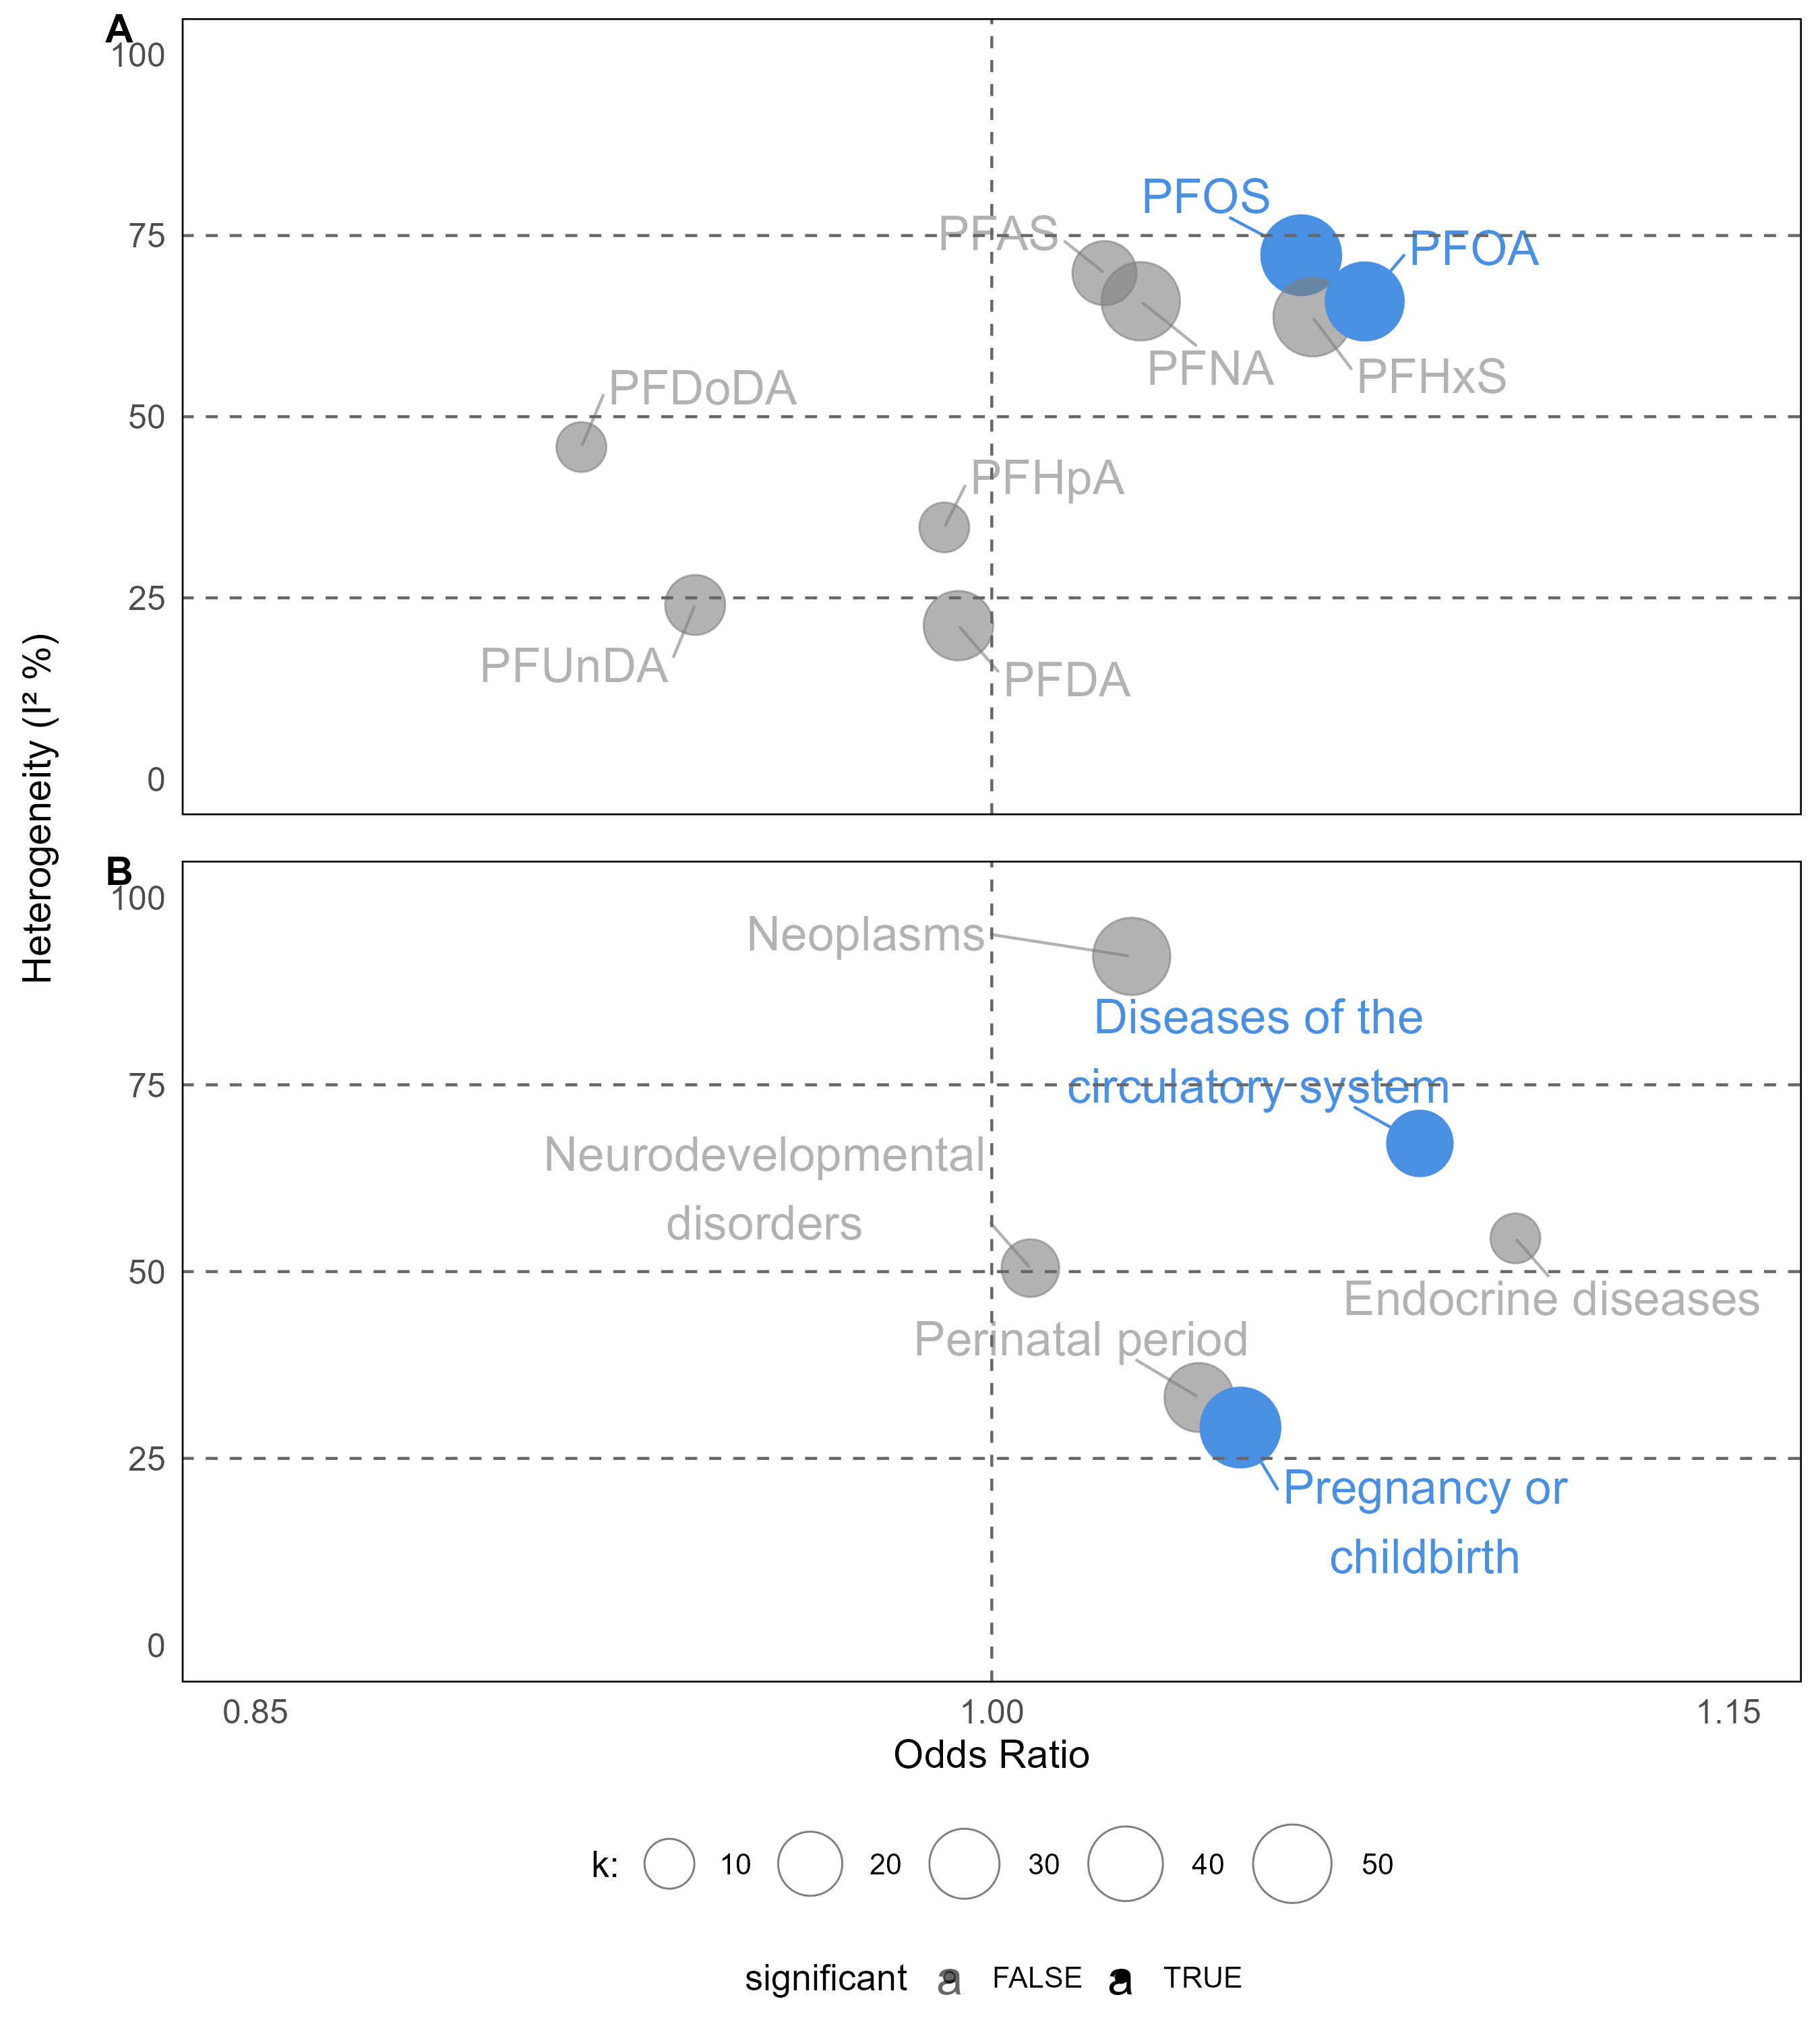 A
100
75
50
25
0
PFOS
PFAS
PFOA
PFNA
PFHxS
PFDoDA
PFHpA
PFUnDA
PFDA
Heterogeneity (I² %)
B
100
75
50
25
0
Neoplasms
Diseases of the
circulatory system
Neurodevelopmental
disorders
Endocrine diseases
Perinatal period
Pregnancy or
childbirth
0.85 1.00 1.15
Odds Ratio
k: 10 20 30 40 50
significant a FALSE a TRUE